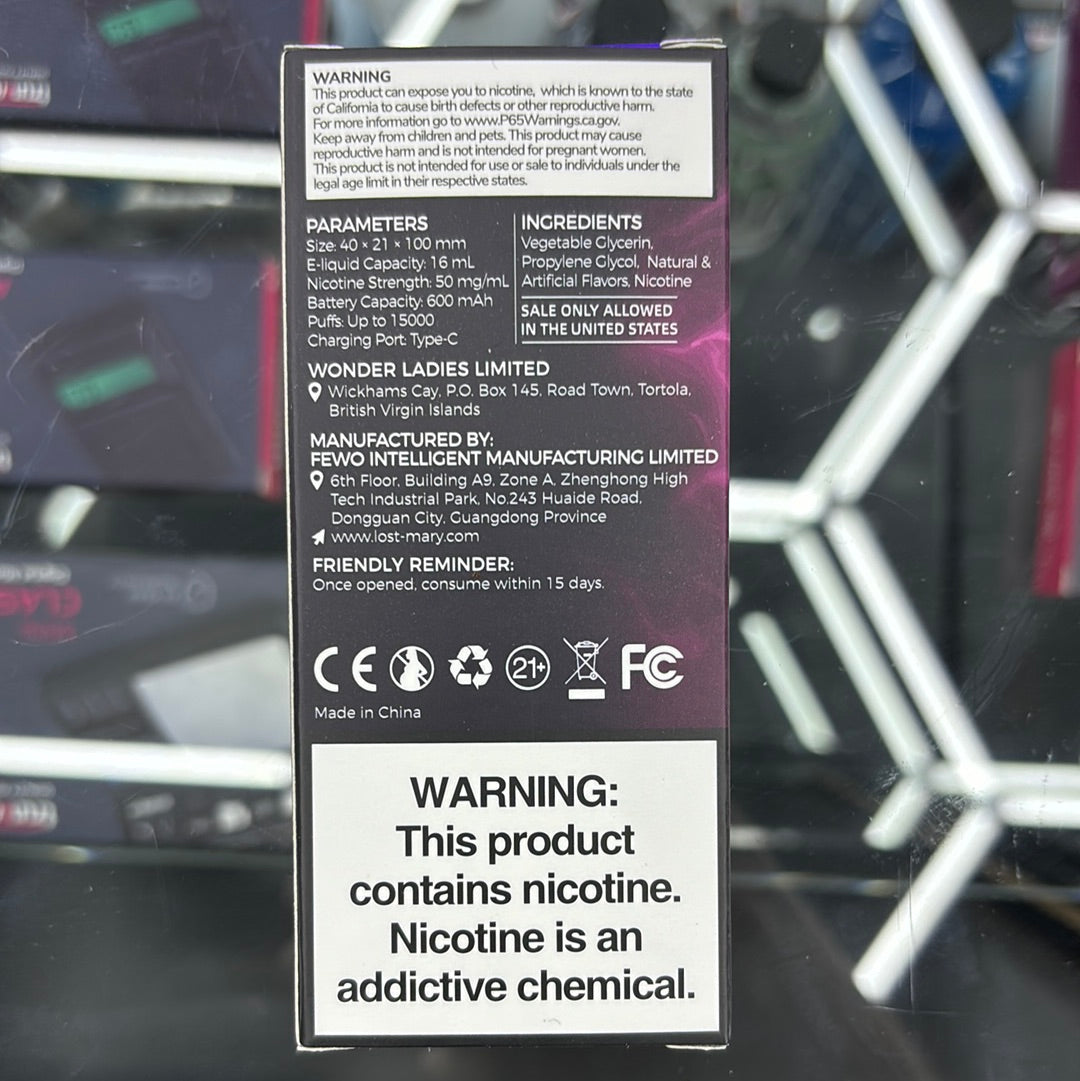 WARNING
This product can expose you to nicotine, which is known to the state
of California to cause birth defects or other reproductive harm.
For more information go to www.P65Warnings.ca.gov.
Keep away from children and pets. This product may cause
reproductive harm and is not intended for pregnant women.
This product is not intended for use or sale to individuals under the
legal age limit in their respective states.
PARAMETERS
Size: 40 × 21 × 100 mm
E-liquid Capacity: 16 mL
Nicotine Strength: 50 mg/mL
Battery Capacity: 600 mAh
Puffs: Up to 15000
Charging Port: Type-C
INGREDIENTS
Vegetable Glycerin,
Propylene Glycol, Natural &
Artificial Flavors, Nicotine
SALE ONLY ALLOWED
IN THE UNITED STATES
WONDER LADIES LIMITED
Wickhams Cay, P.O. Box 145, Road Town, Tortola,
British Virgin Islands
MANUFACTURED BY:
FEWO INTELLIGENT MANUFACTURING LIMITED
6th Floor, Building A9, Zone A, Zhenghong High
Tech Industrial Park, No.243 Huaide Road,
Dongguan City, Guangdong Province
www.lost-mary.com
FRIENDLY REMINDER:
Once opened, consume within 15 days.
CE 21+ FC
Made in China
WARNING:
This product
contains nicotine.
Nicotine is an
addictive chemical.